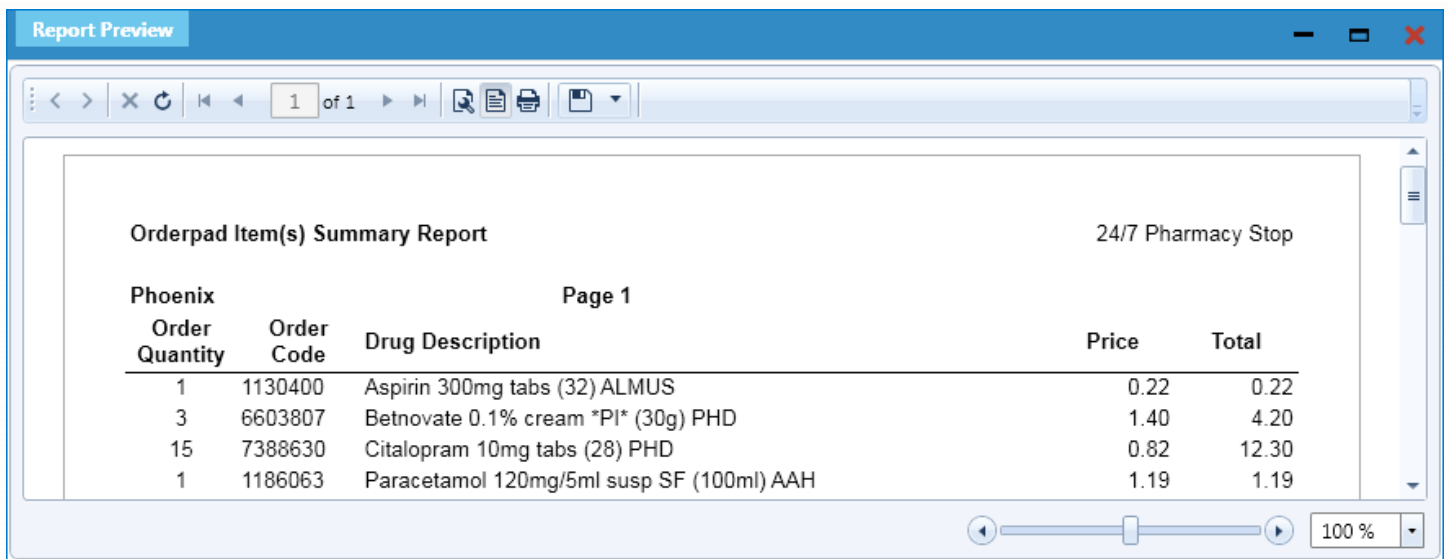 Report Preview
1 of 1
Orderpad Item(s) Summary Report 24/7 Pharmacy Stop
Phoenix Page 1
Order Quantity Order Code Drug Description Price Total
1 1130400 Aspirin 300mg tabs (32) ALMUS 0.22 0.22
3 6603807 Betnovate 0.1% cream *PI* (30g) PHD 1.40 4.20
15 7388630 Citalopram 10mg tabs (28) PHD 0.82 12.30
1 1186063 Paracetamol 120mg/5ml susp SF (100ml) AAH 1.19 1.19
100 %